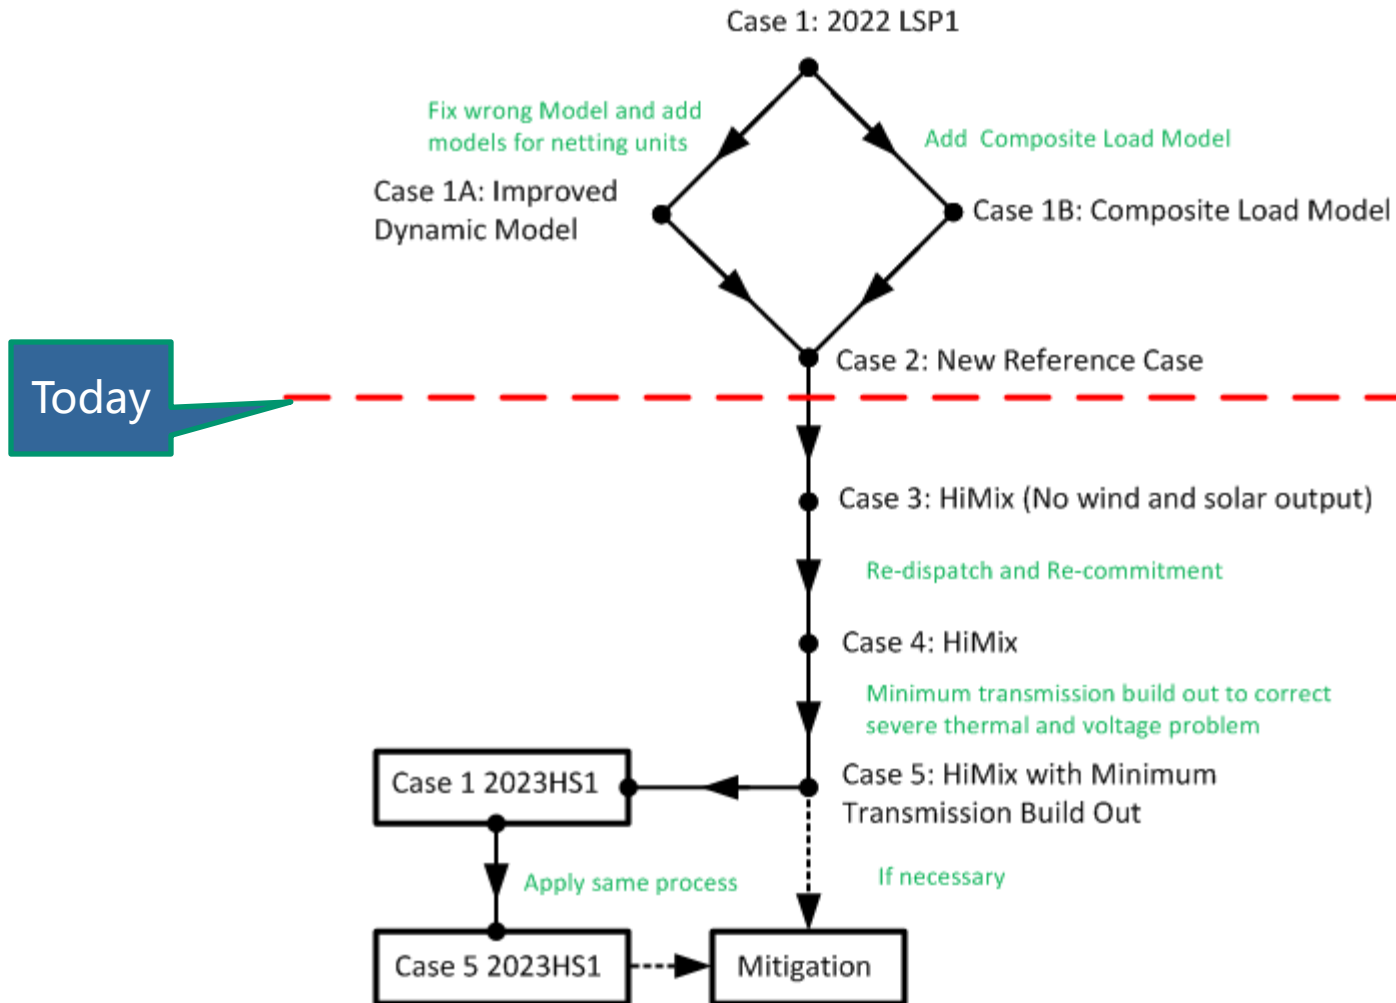 Case 1: 2022 LSP1
Fix wrong Model and add
models for netting units
Add  Composite Load Model
Case 1A: Improved
Dynamic Model
Case 1B: Composite Load Model
Case 2: New Reference Case
Today
Case 3: HiMix (No wind and solar output)
Re-dispatch and Re-commitment
Case 4: HiMix
Minimum transmission build out to correct
severe thermal and voltage problem
Case 5: HiMix with Minimum
Transmission Build Out
Case 1 2023HS1
Apply same process
If necessary
Case 5 2023HS1
Mitigation